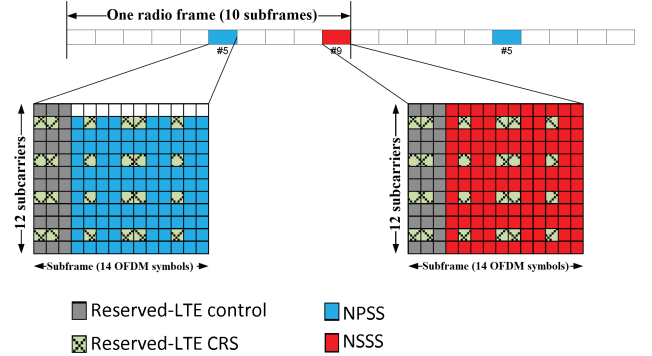 One radio frame (10 subframes)
#5
#9
#5
12 subcarriers
12 subcarriers
Subframe (14 OFDM symbols)
Subframe (14 OFDM symbols)
Reserved-LTE control
NPSS
Reserved-LTE CRS
NSSS